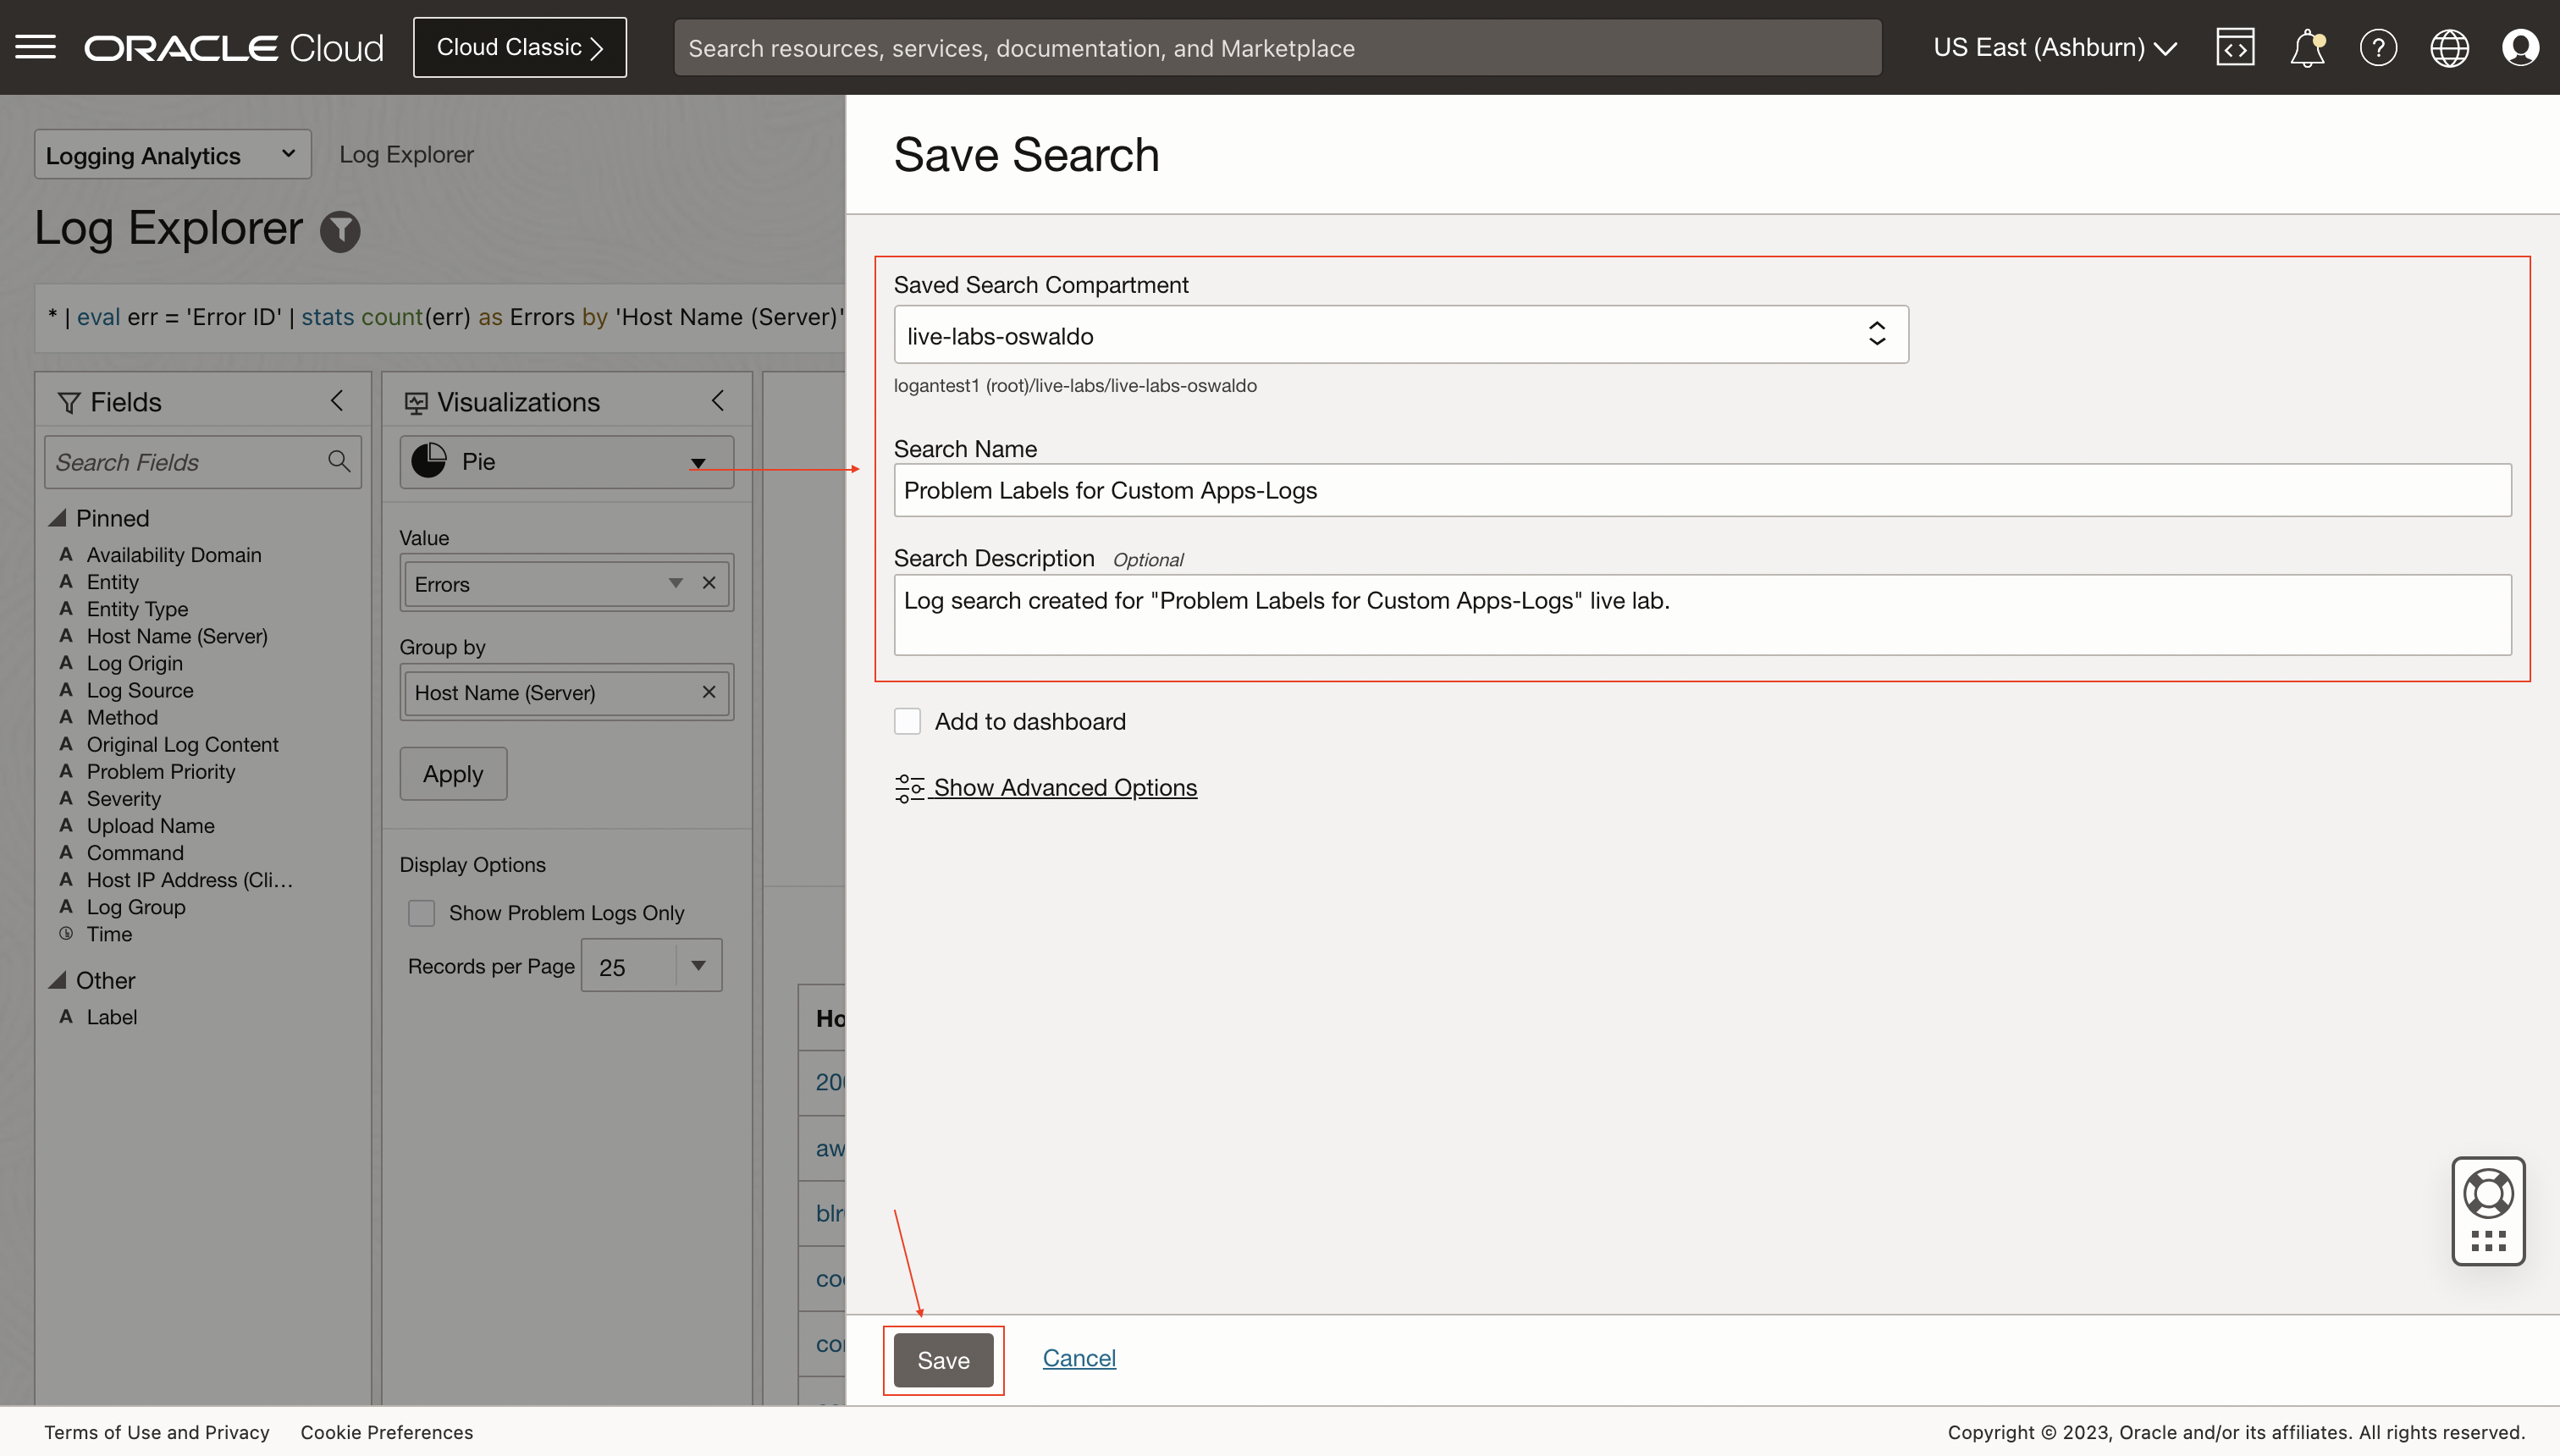 ORACLE Cloud
Cloud Classic
Search resources, services, documentation, and Marketplace
US East (Ashburn)
Logging Analytics
Log Explorer
Log Explorer
* | eval err = 'Error ID' | stats count(err) as Errors by 'Host Name (Server)'
Fields
Search Fields
Pinned
A Availability Domain
A Entity
A Entity Type
A Host Name (Server)
A Log Origin
A Log Source
A Method
A Original Log Content
A Problem Priority
A Severity
A Upload Name
A Command
A Host IP Address (Cli...
A Log Group
Time
Other
A Label
Visualizations
Pie
Value
Errors
Group by
Host Name (Server)
Apply
Display Options
Show Problem Logs Only
Records per Page 25
Save Search
Saved Search Compartment
live-labs-oswaldo
logantest1 (root)/live-labs/live-labs-oswaldo
Search Name
Problem Labels for Custom Apps-Logs
Search Description Optional
Log search created for "Problem Labels for Custom Apps-Logs" live lab.
Add to dashboard
Show Advanced Options
Save
Cancel
Terms of Use and Privacy
Cookie Preferences
Copyright © 2023, Oracle and/or its affiliates. All rights reserved.